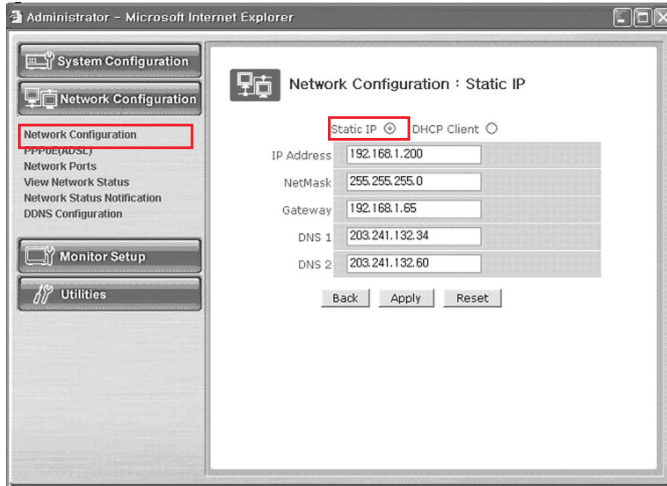 Administrator - Microsoft Internet Explorer
System Configuration
Network Configuration
Network Configuration
PPPoE(ADSL)
Network Ports
View Network Status
Network Status Notification
DDNS Configuration
Monitor Setup
Utilities
Network Configuration : Static IP
Static IP DHCP Client
IP Address 192.168.1.200
NetMask 255.255.255.0
Gateway 192.168.1.65
DNS 1 203.241.132.34
DNS 2 203.241.132.60
Back Apply Reset